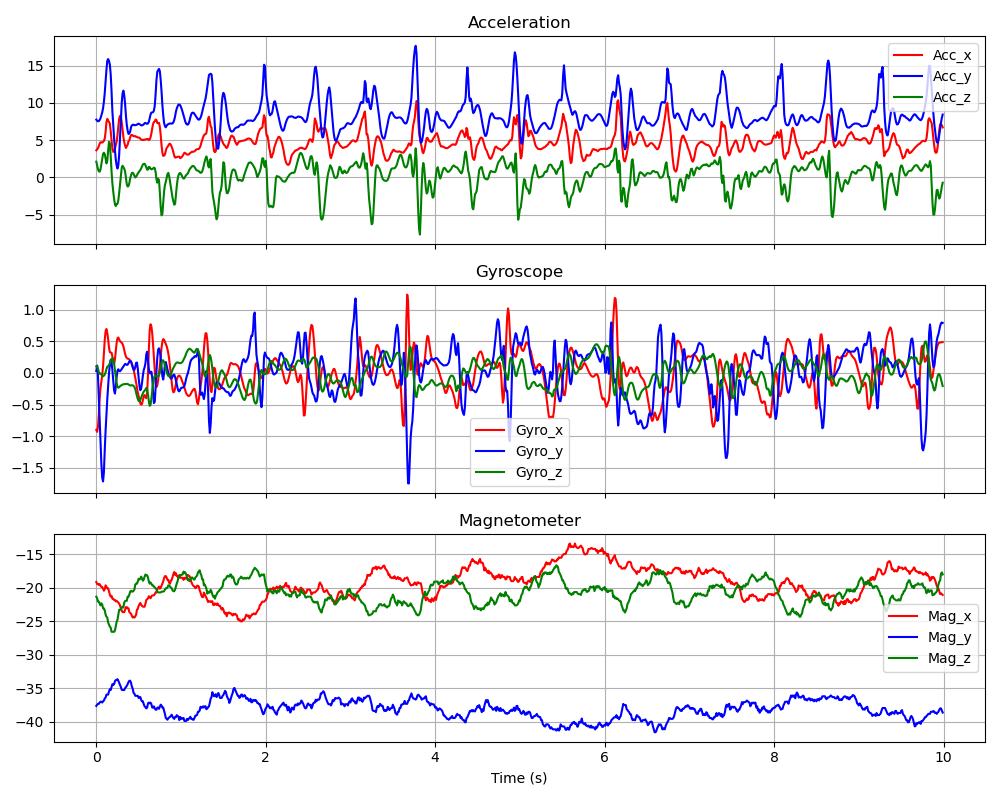 Acceleration
15
10
5
0
−5
Acc_x
Acc_y
Acc_z
Gyroscope
1.0
0.5
0.0
−0.5
−1.0
−1.5
Gyro_x
Gyro_y
Gyro_z
Magnetometer
−15
−20
−25
−30
−35
−40
Mag_x
Mag_y
Mag_z
0 2 4 6 8 10
Time (s)